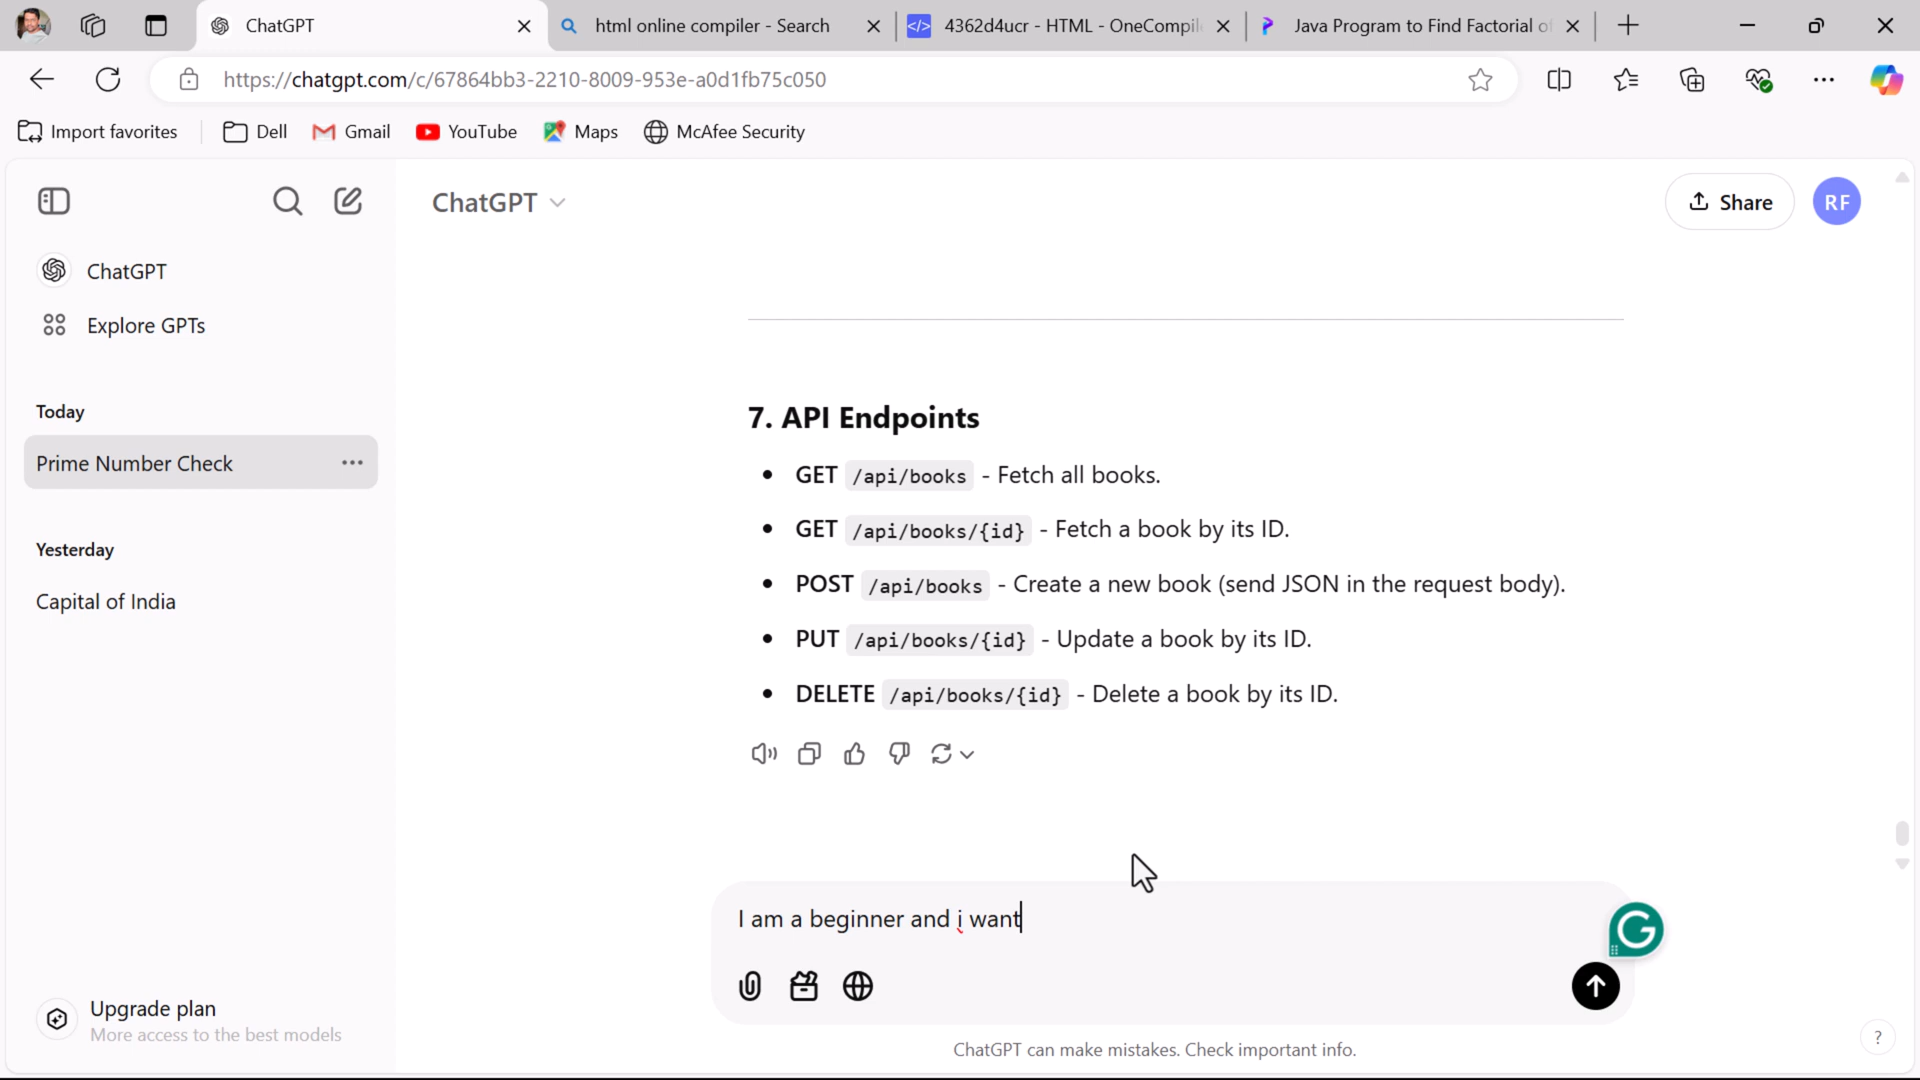 ChatGPT
html online compiler - Search
4362d4ucr - HTML - OneCompil
Java Program to Find Factorial of
https://chatgpt.com/c/67864bb3-2210-8009-953e-a0d1fb75c050
Import favorites
Dell
Gmail
YouTube
Maps
McAfee Security
ChatGPT
Share
RF
ChatGPT
Explore GPTs
Today
Prime Number Check
Yesterday
Capital of India
7. API Endpoints
• GET /api/books - Fetch all books.
• GET /api/books/{id} - Fetch a book by its ID.
• POST /api/books - Create a new book (send JSON in the request body).
• PUT /api/books/{id} - Update a book by its ID.
• DELETE /api/books/{id} - Delete a book by its ID.
I am a beginner and i want
Upgrade plan
More access to the best models
ChatGPT can make mistakes. Check important info.
?